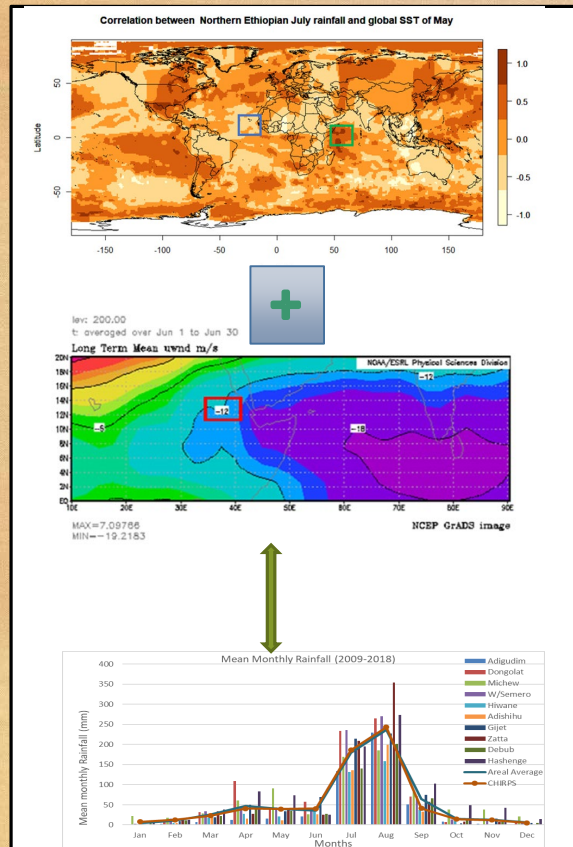 Correlation between Northern Ethiopian July rainfall and global SST of May
Latitude
50
0
-50
-150 -100 -50 0 50 100 150
1.0
0.5
0.0
-0.5
-1.0
lev: 200.00
t: averaged over Jun 1 to Jun 30
Long Term Mean uwnd m/s
NOAA/ESRL Physical Sciences Division
20N
18N
16N
14N
12N
10N
8N
6N
4N
2N
EQ
-6
-12
-12
-18
10E 20E 30E 40E 50E 60E 70E 80E 90E
MAX=7.09766
MIN=-19.2183
NCEP GrADS image
Mean Monthly Rainfall (2009-2018)
Mean monthly Rainfall (mm)
400
350
300
250
200
150
100
50
0
Jan Feb Mar Apr May Jun Jul Aug Sep Oct Nov Dec
Months
Adigudim
Dongolat
Michew
W/Semero
Hiwane
Adishihu
Gijet
Zatta
Debub
Hashenge
Areal Average
CHIRPS